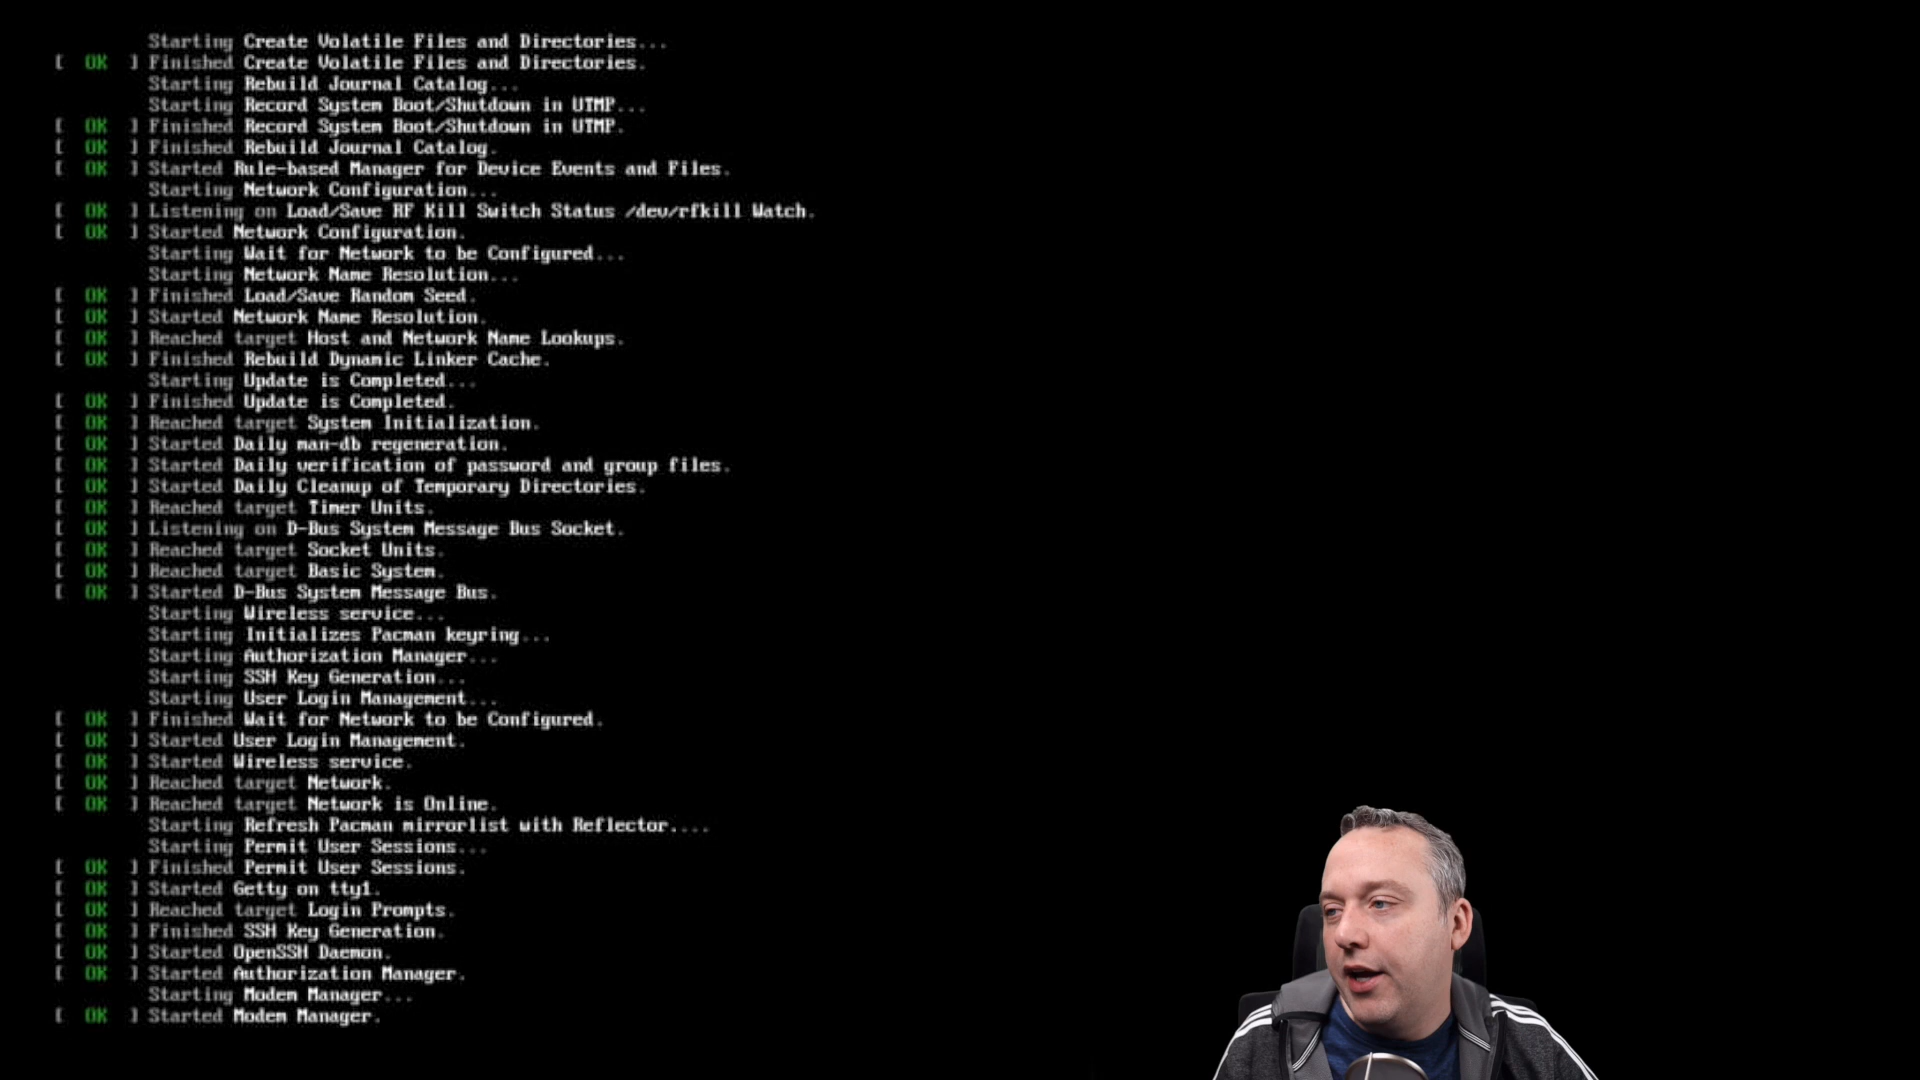 Starting Create Volatile Files and Directories...
[ OK ] Finished Create Volatile Files and Directories.
Starting Rebuild Journal Catalog...
Starting Record System Boot/Shutdown in UTMP...
[ OK ] Finished Record System Boot/Shutdown in UTMP.
[ OK ] Finished Rebuild Journal Catalog.
[ OK ] Started Rule-based Manager for Device Events and Files.
Starting Network Configuration...
[ OK ] Listening on Load/Save RF Kill Switch Status /dev/rfkill Watch.
[ OK ] Started Network Configuration.
Starting Wait for Network to be Configured...
Starting Network Name Resolution...
[ OK ] Finished Load/Save Random Seed.
[ OK ] Started Network Name Resolution.
[ OK ] Reached target Host and Network Name Lookups.
[ OK ] Finished Rebuild Dynamic Linker Cache.
Starting Update is Completed...
[ OK ] Finished Update is Completed.
[ OK ] Reached target System Initialization.
[ OK ] Started Daily man-db regeneration.
[ OK ] Started Daily verification of password and group files.
[ OK ] Started Daily Cleanup of Temporary Directories.
[ OK ] Reached target Timer Units.
[ OK ] Listening on D-Bus System Message Bus Socket.
[ OK ] Reached target Socket Units.
[ OK ] Reached target Basic System.
[ OK ] Started D-Bus System Message Bus.
Starting Wireless service...
Starting Initializes Pacman keyring...
Starting Authorization Manager...
Starting SSH Key Generation...
Starting User Login Management...
[ OK ] Finished Wait for Network to be Configured.
[ OK ] Started User Login Management.
[ OK ] Started Wireless service.
[ OK ] Reached target Network.
[ OK ] Reached target Network is Online.
Starting Refresh Pacman mirrorlist with Reflector....
Starting Permit User Sessions...
[ OK ] Finished Permit User Sessions.
[ OK ] Started Getty on tty1.
[ OK ] Reached target Login Prompts.
[ OK ] Finished SSH Key Generation.
[ OK ] Started OpenSSH Daemon.
[ OK ] Started Authorization Manager.
Starting Modem Manager...
[ OK ] Started Modem Manager.